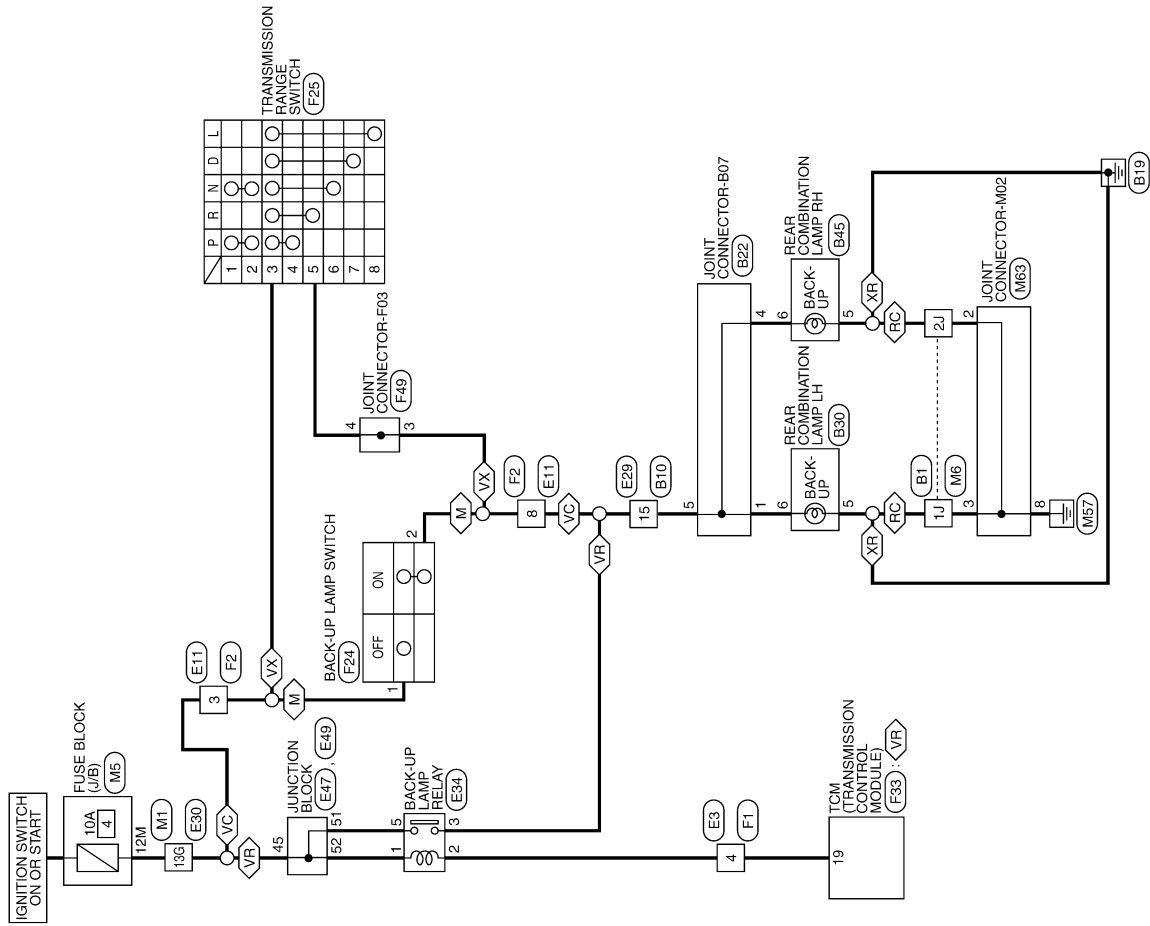 IGNITION SWITCH
ON OR START
FUSE BLOCK
(J/B)
M5
10A
4
12M
13G
M1
E30
VC
VR
3
E11
F2
VX
M
45
JUNCTION
BLOCK
E47 , E49
52
51
1
5
BACK-UP
LAMP
RELAY
E34
2
3
4
E3
F1
19
TCM
(TRANSMISSION
CONTROL
MODULE)
F33 : VR
BACK-UP LAMP SWITCH
F24
OFF
ON
1
2
TRANSMISSION
RANGE
SWITCH
F25
P R N D L
1
2
3
4
5
6
7
8
JOINT
CONNECTOR-F03
F49
4
3
M
VX
8
F2
E11
VC
VR
15
E29
B10
JOINT
CONNECTOR-B07
B22
5
1
4
REAR
COMBINATION
LAMP LH
B30
6
BACK-
UP
5
REAR
COMBINATION
LAMP RH
B45
6
BACK-
UP
5
XR
RC
XR
RC
1J
B1
M6
2J
3
2
JOINT
CONNECTOR-M02
M63
8
M57
B19